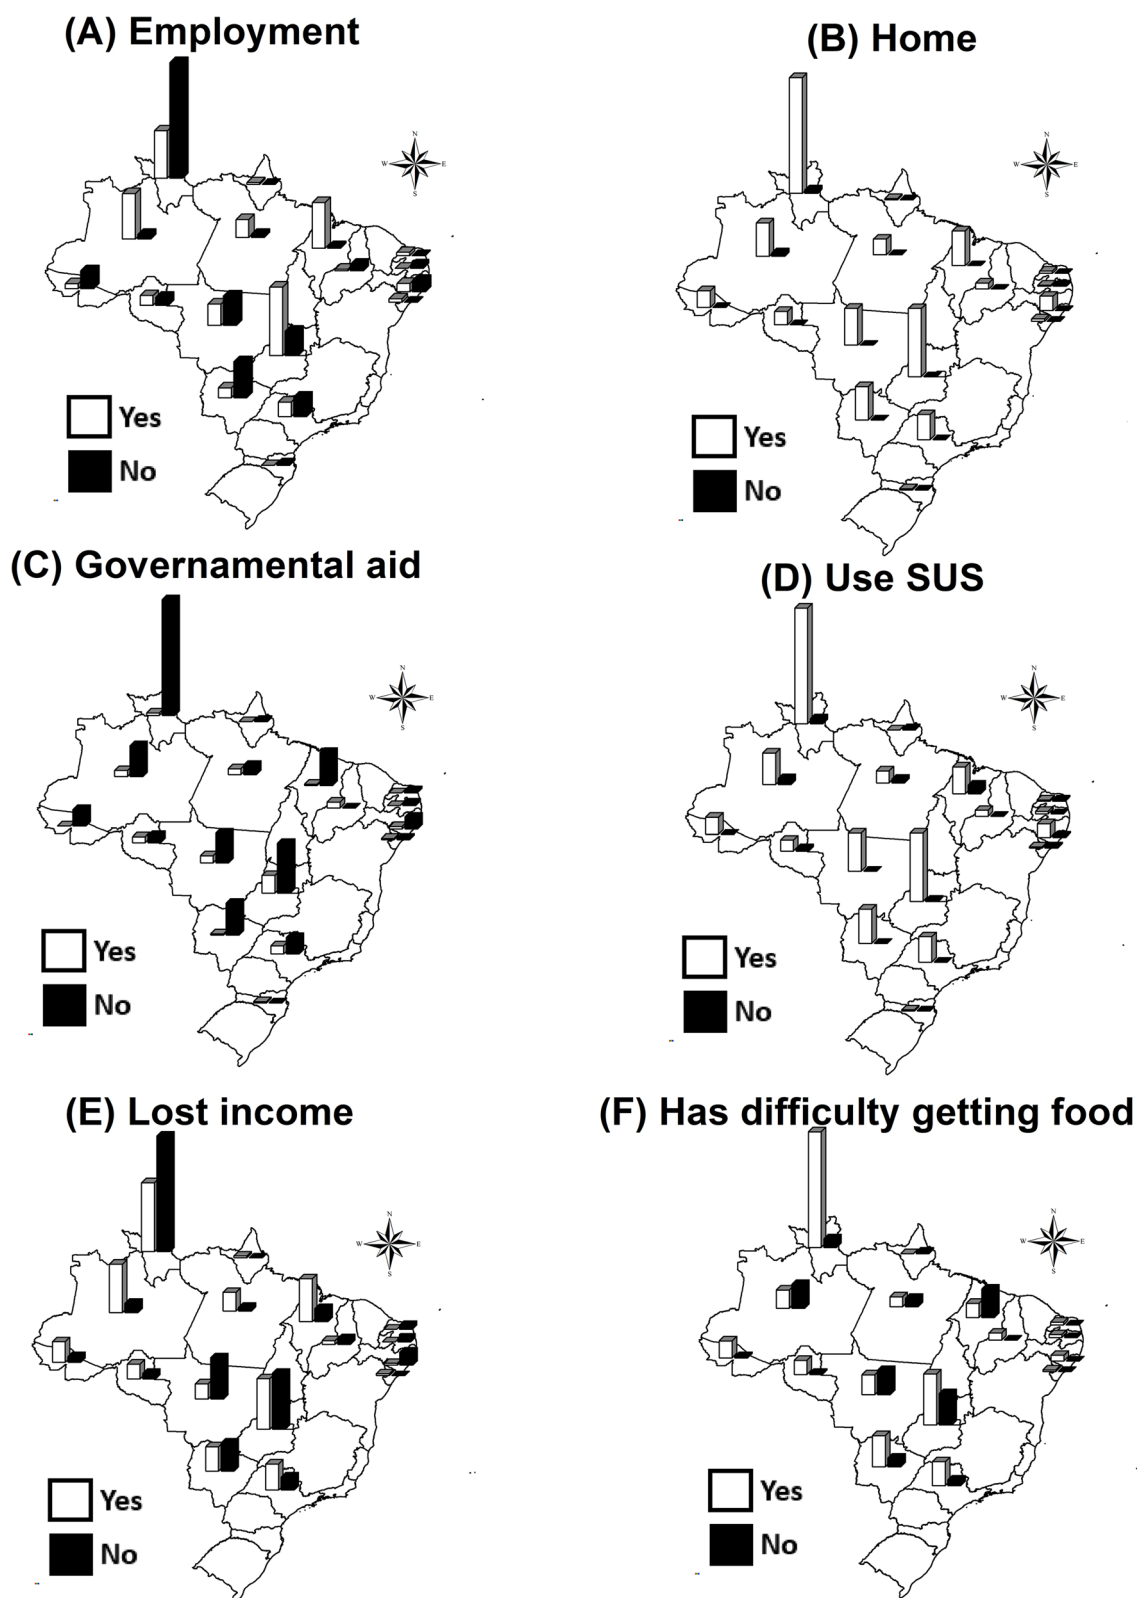 (A) Employment
(B) Home
N
W E
S
N
W E
S
Yes
No
Yes
No
(C) Governamental aid
(D) Use SUS
N
W E
S
N
W E
S
Yes
No
Yes
No
(E) Lost income
(F) Has difficulty getting food
N
W E
S
N
W E
S
Yes
No
Yes
No